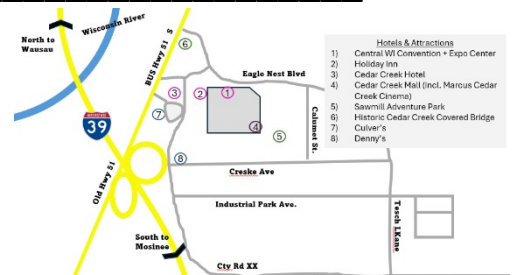 Wisconsin River
North to
Wausau
BUS Hwy 51 S
6
Eagle Nest Blvd
3
2
1
7
INTERSTATE
39
4
5
Calumet St.
8
Creske Ave
Old Hwy 51
Industrial Park Ave.
Tesch LKane
South to
Mosinee
Cty Rd XX
Hotels & Attractions
1) Central WI Convention + Expo Center
2) Holiday Inn
3) Cedar Creek Hotel
4) Cedar Creek Mall (incl. Marcus Cedar
Creek Cinema)
5) Sawmill Adventure Park
6) Historic Cedar Creek Covered Bridge
7) Culver's
8) Denny's